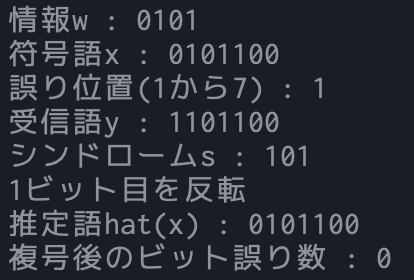 情報w : 0101
符号語x : 0101100
誤り位置(1から7) : 1
受信語y : 1101100
シンドロームs : 101
1ビット目を反転
推定語hat(x) : 0101100
複号後のビット誤り数 : 0